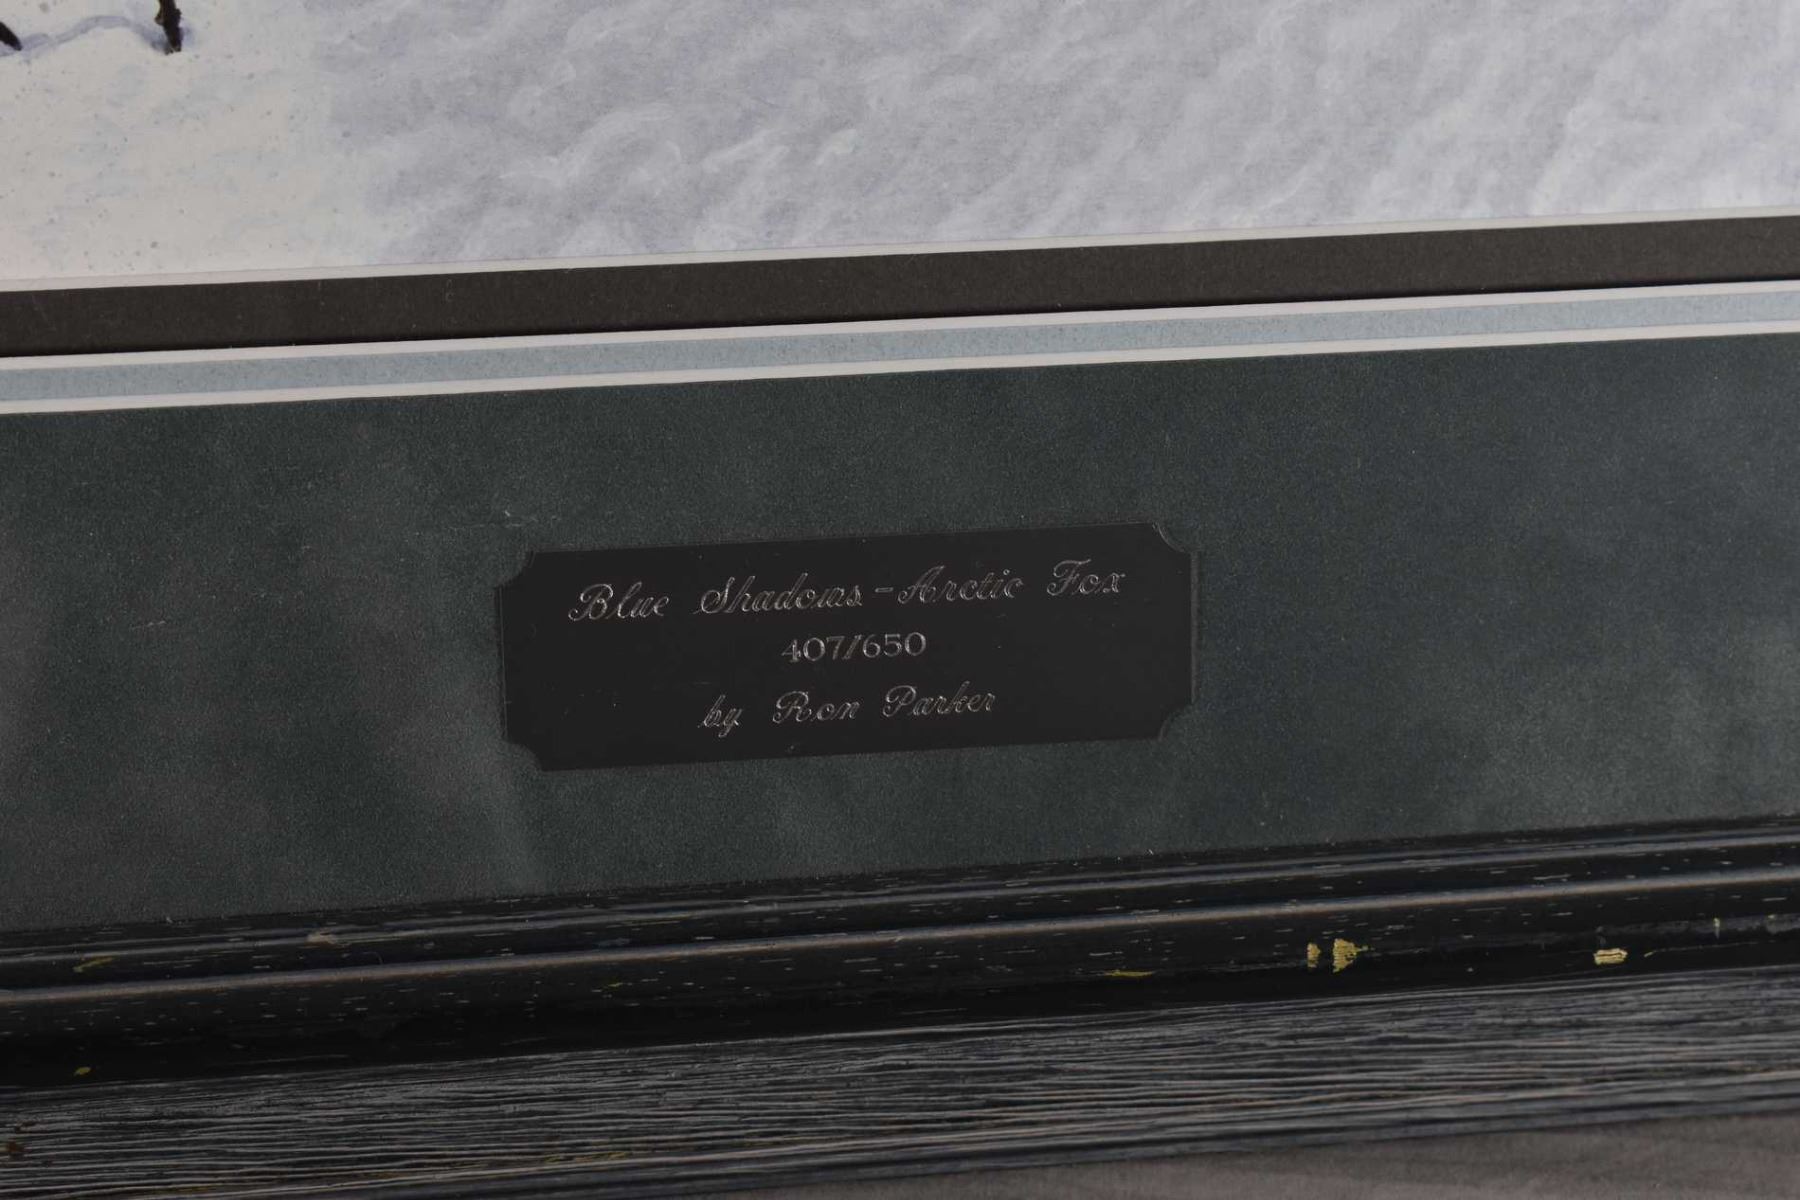 Blue Shadows - Arctic Fox
407/650
by Ron Parker